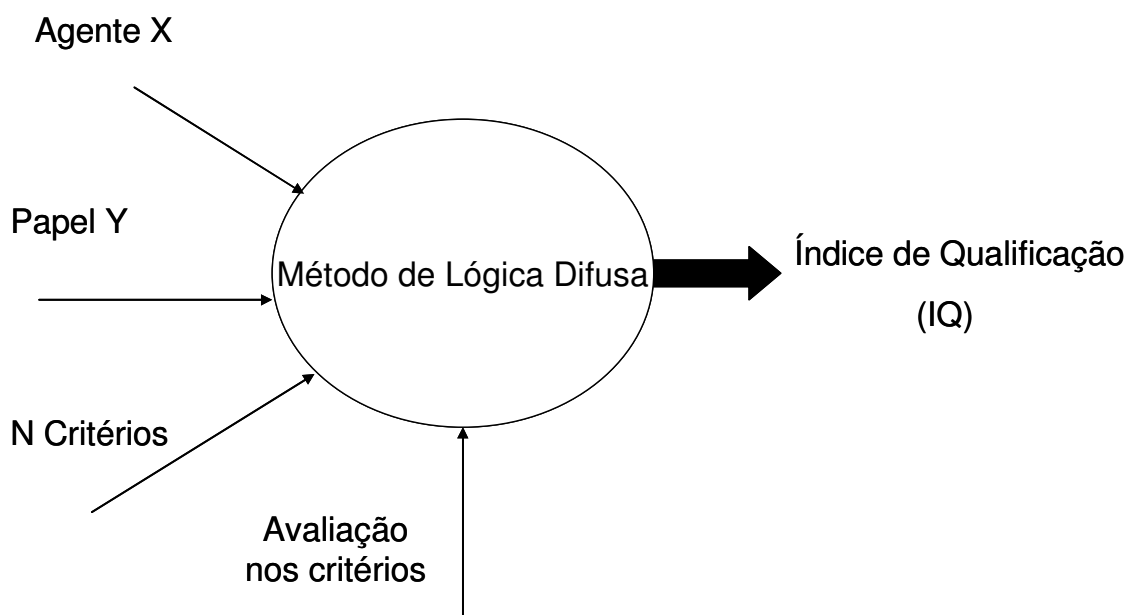 Agente X
Papel Y
Método de Lógica Difusa
Índice de Qualificação
(IQ)
N Critérios
Avaliação
nos critérios